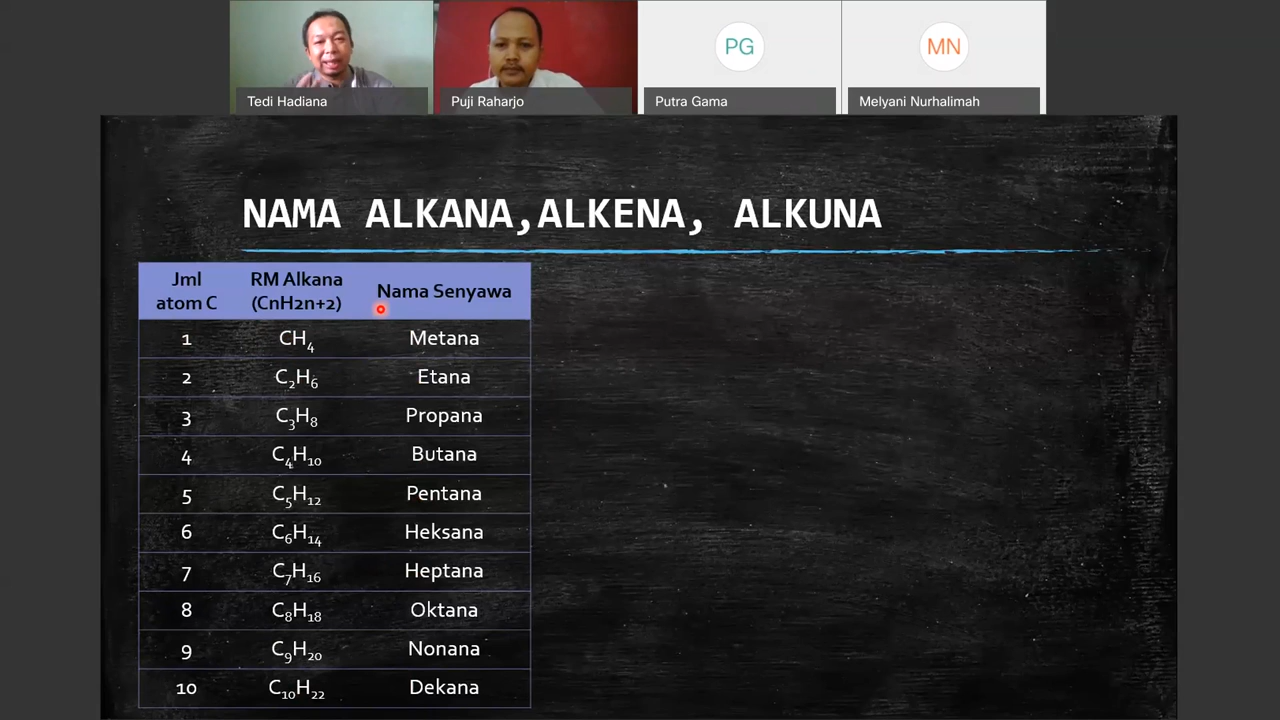 PG
MN
Tedi Hadiana
Puji Raharjo
Putra Gama
Melyani Nurhalimah
NAMA ALKANA,ALKENA, ALKUNA
Jml atom C
RM Alkana (CnH2n+2)
Nama Senyawa
1 CH₄ Metana
2 C₂H₆ Etana
3 C₃H₈ Propana
4 C₄H₁₀ Butana
5 C₅H₁₂ Pentana
6 C₆H₁₄ Heksana
7 C₇H₁₆ Heptana
8 C₈H₁₈ Oktana
9 C₉H₂₀ Nonana
10 C₁₀H₂₂ Dekana